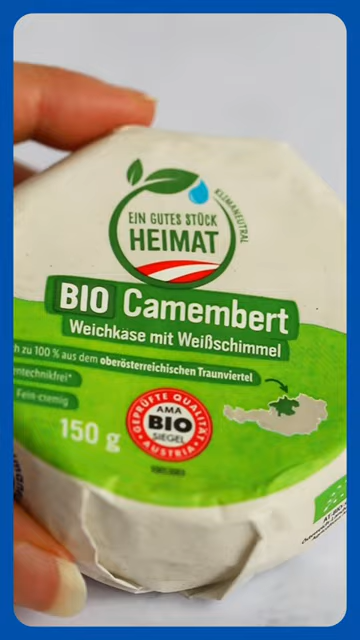 KLIMANEUTRAL
EIN GUTES STÜCK
HEIMAT
BIO Camembert
Weichkäse mit Weißschimmel
zu 100 % aus dem oberösterreichischen Traunviertel
Fein-cremig
150 g
GEPRÜFTE QUALITÄT
AMA
BIO
SIEGEL
AUSTRIA